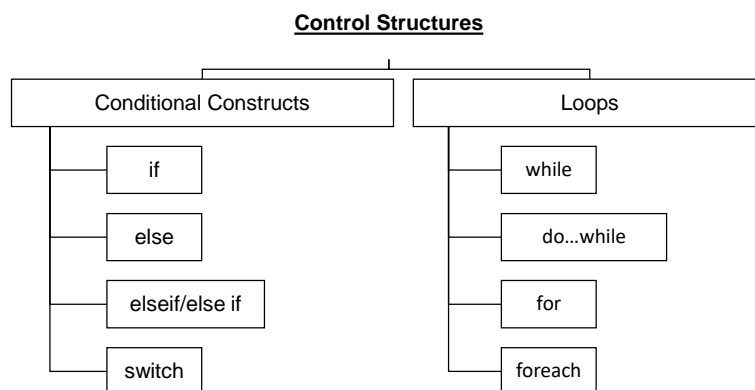 Control Structures
Conditional Constructs
if
else
elseif/else if
switch
Loops
while
do...while
for
foreach